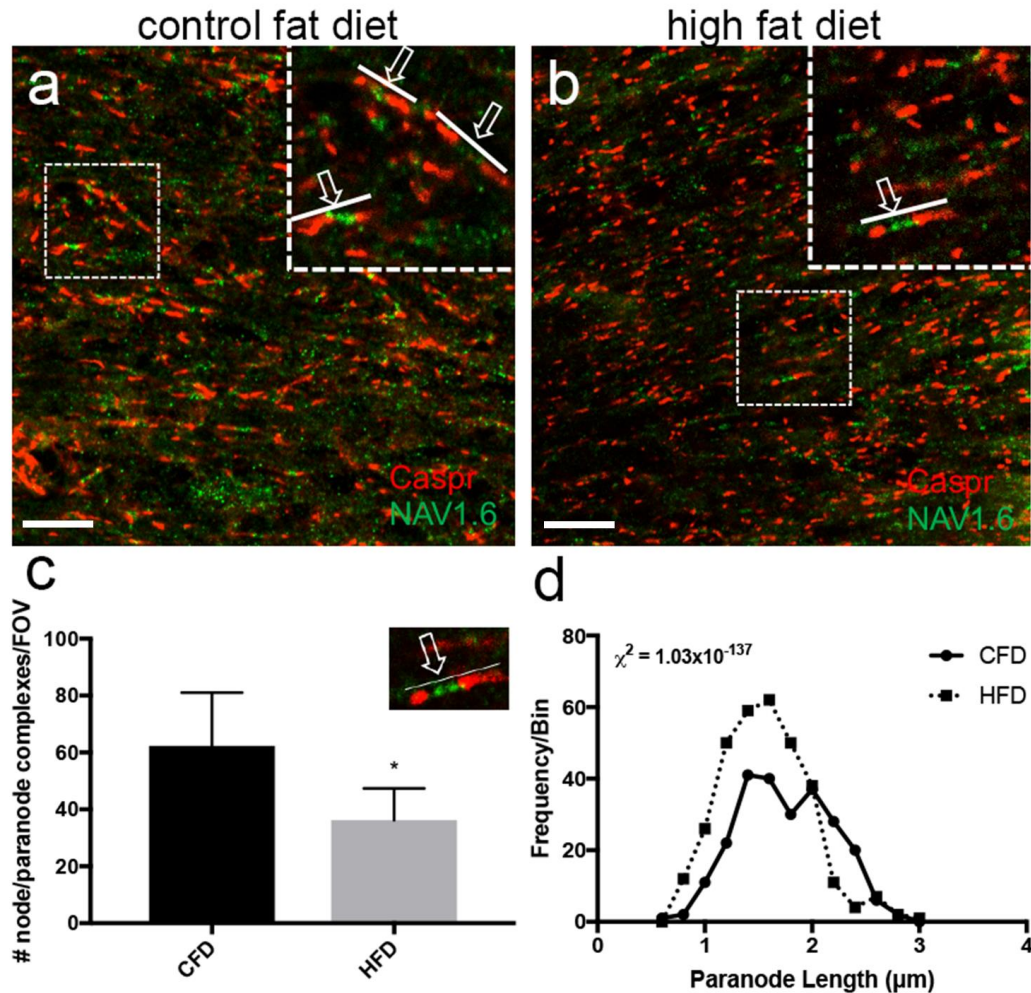 control fat diet
high fat diet
a
b
Caspr
NAV1.6
Caspr
NAV1.6
c
d
# node/paranode complexes/FOV
100
80
60
40
20
0
*
CFD
HFD
Frequency/Bin
80
60
40
20
0
χ² = 1.03x10⁻¹³⁷
CFD
HFD
0
1
2
3
4
Paranode Length (µm)